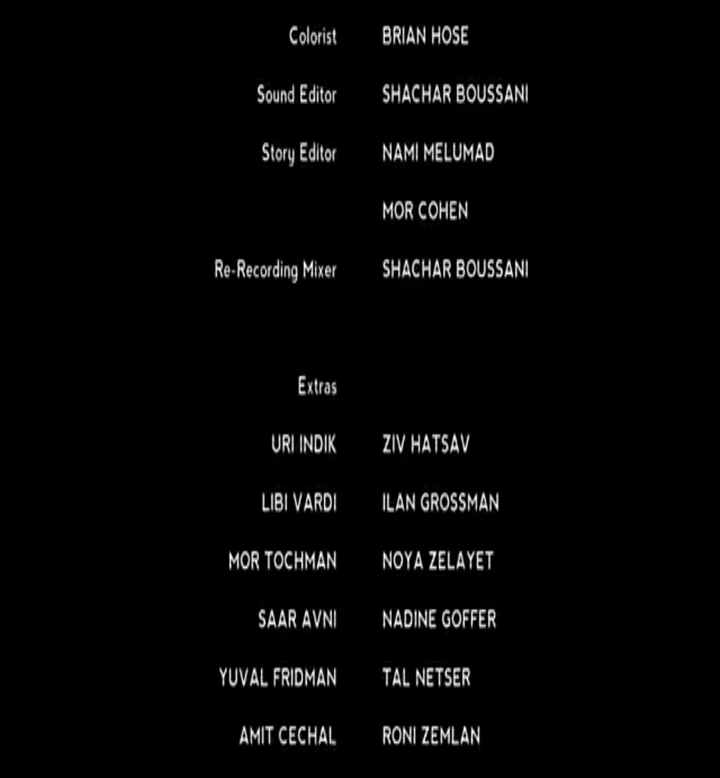 Colorist BRIAN HOSE
Sound Editor SHACHAR BOUSSANI
Story Editor NAMI MELUMAD
MOR COHEN
Re-Recording Mixer SHACHAR BOUSSANI
Extras
URI INDIK ZIV HATSAV
LIBI VARDI ILAN GROSSMAN
MOR TOCHMAN NOYA ZELAYET
SAAR AVNI NADINE GOFFER
YUVAL FRIDMAN TAL NETSER
AMIT CECHAL RONI ZEMLAN